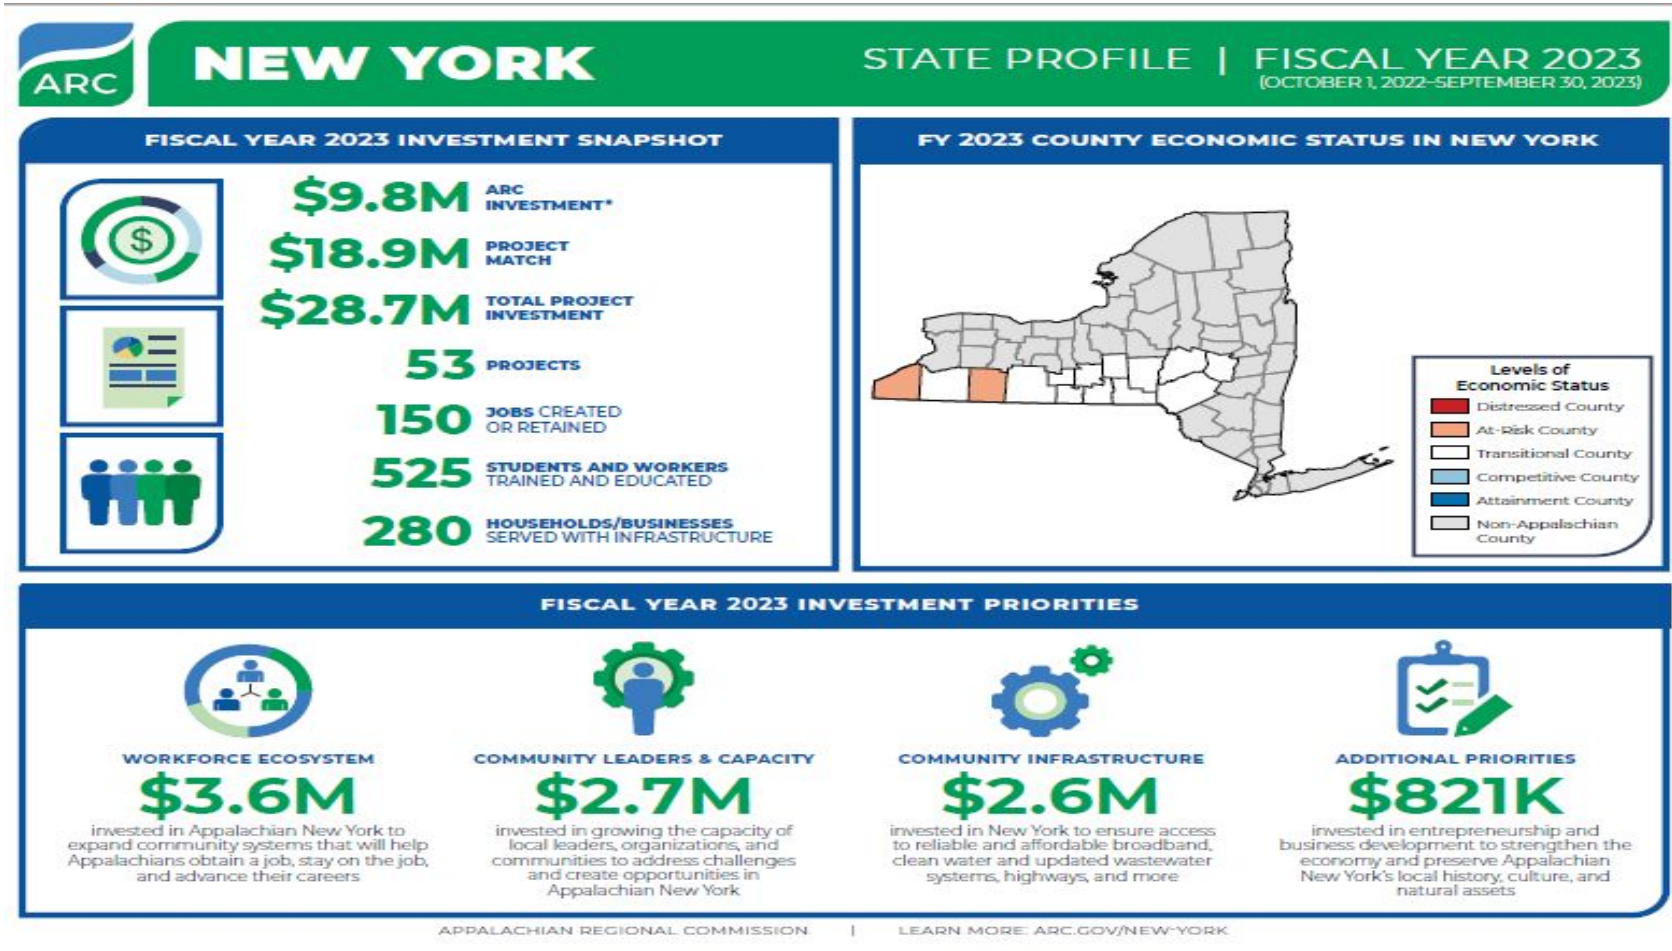 ARC
NEW YORK
STATE PROFILE | FISCAL YEAR 2023
(OCTOBER 1, 2022-SEPTEMBER 30, 2023)
FISCAL YEAR 2023 INVESTMENT SNAPSHOT
$
$9.8M
ARC
INVESTMENT*
$18.9M
PROJECT
MATCH
$28.7M
TOTAL PROJECT
INVESTMENT
53
PROJECTS
150
JOBS CREATED
OR RETAINED
525
STUDENTS AND WORKERS
TRAINED AND EDUCATED
280
HOUSEHOLDS/BUSINESSES
SERVED WITH INFRASTRUCTURE
FY 2023 COUNTY ECONOMIC STATUS IN NEW YORK
Levels of
Economic Status
Distressed County
At-Risk County
Transitional County
Competitive County
Attainment County
Non-Appalachian
County
FISCAL YEAR 2023 INVESTMENT PRIORITIES
WORKFORCE ECOSYSTEM
$3.6M
invested in Appalachian New York to
expand community systems that will help
Appalachians obtain a job, stay on the job,
and advance their careers
COMMUNITY LEADERS & CAPACITY
$2.7M
invested in growing the capacity of
local leaders, organizations, and
communities to address challenges
and create opportunities in
Appalachian New York
COMMUNITY INFRASTRUCTURE
$2.6M
invested in New York to ensure access
to reliable and affordable broadband,
clean water and updated wastewater
systems, highways, and more
ADDITIONAL PRIORITIES
$821K
invested in entrepreneurship and
business development to strengthen the
economy and preserve Appalachian
New York's local history, culture, and
natural assets
APPALACHIAN REGIONAL COMMISSION | LEARN MORE: ARC.GOV/NEW-YORK